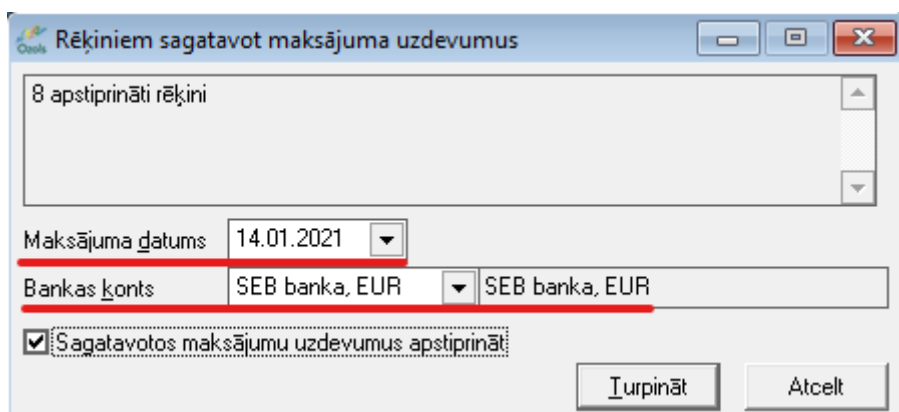 Ozols Rēķiniem sagatavot maksājuma uzdevumus
8 apstiprināti rēķini
Maksājuma datums 14.01.2021
Bankas konts SEB banka, EUR SEB banka, EUR
Sagatavotos maksājumu uzdevumus apstiprināt
Turpināt Atcelt